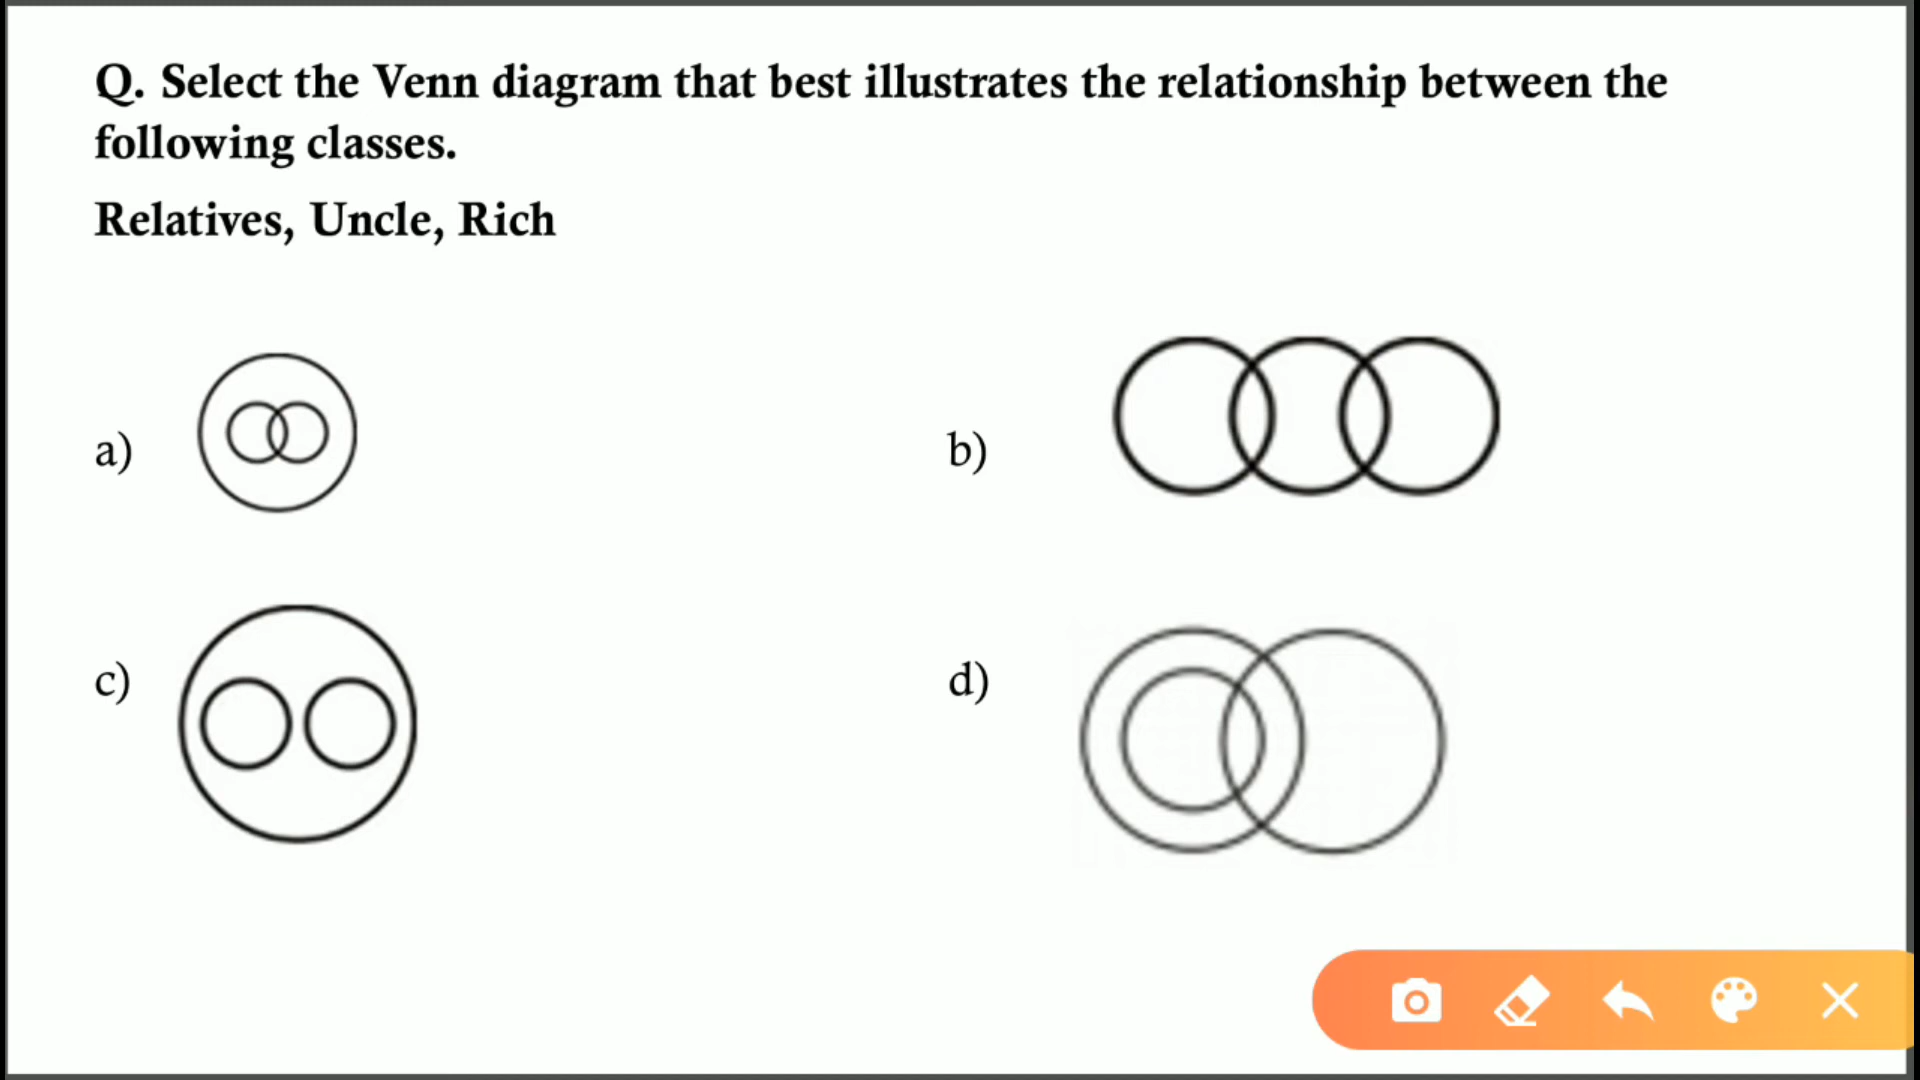 Q. Select the Venn diagram that best illustrates the relationship between the
following classes.
Relatives, Uncle, Rich
a)
b)
c)
d)